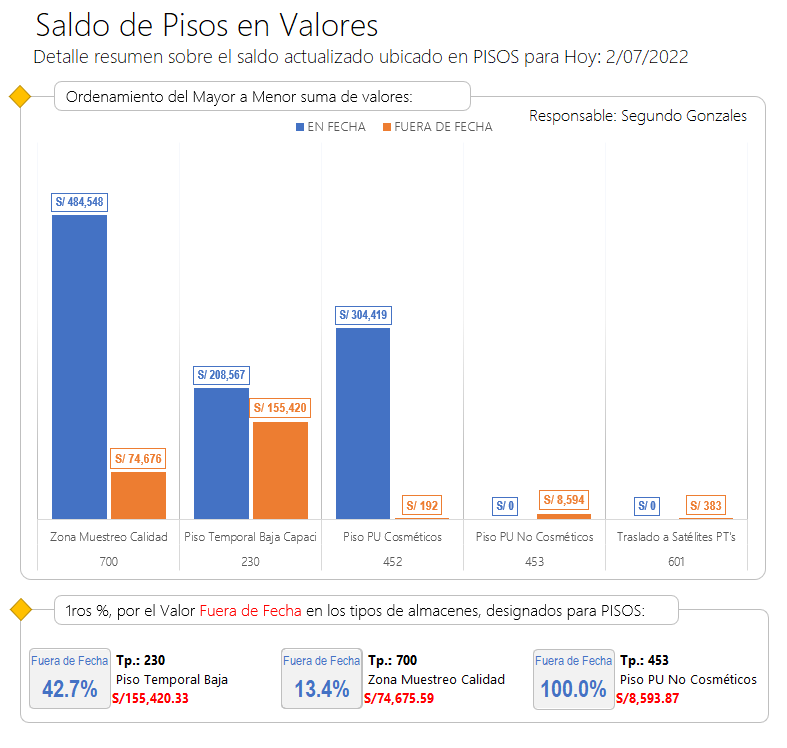 Saldo de Pisos en Valores
Detalle resumen sobre el saldo actualizado ubicado en PISOS para Hoy: 2/07/2022
Ordenamiento del Mayor a Menor suma de valores:
Responsable: Segundo Gonzales
EN FECHA FUERA DE FECHA
S/ 484,548
S/ 304,419
S/ 208,567
S/ 155,420
S/ 74,676
S/ 192
S/ 0
S/ 8,594
S/ 0
S/ 383
Zona Muestreo Calidad Piso Temporal Baja Capaci Piso PU Cosméticos Piso PU No Cosméticos Traslado a Satélites PT's
700 230 452 453 601
1ros %, por el Valor Fuera de Fecha en los tipos de almacenes, designados para PISOS:
Fuera de Fecha
42.7%
Tp.: 230
Piso Temporal Baja
S/155,420.33
Fuera de Fecha
13.4%
Tp.: 700
Zona Muestreo Calidad
S/74,675.59
Fuera de Fecha
100.0%
Tp.: 453
Piso PU No Cosméticos
S/8,593.87